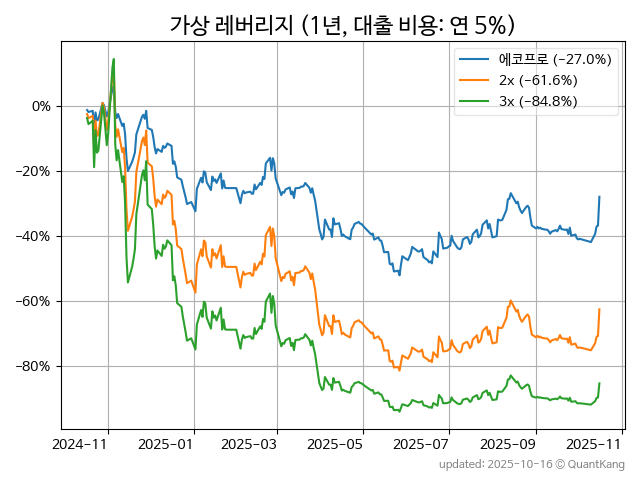 가상 레버리지 (1년, 대출 비용: 연 5%)
에코프로 (−27.0%)
2x (−61.6%)
3x (−84.8%)
0%
−20%
−40%
−60%
−80%
2024−11 2025−01 2025−03 2025−05 2025−07 2025−09 2025−11
updated: 2025-10-16 © QuantKang